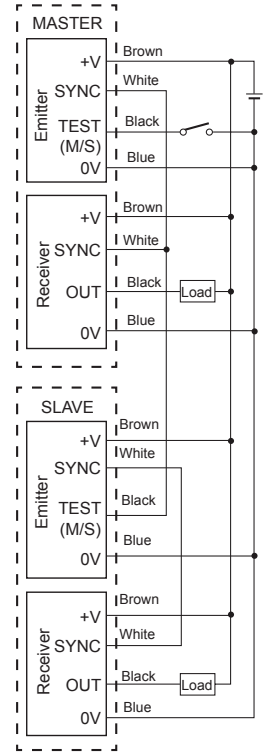 MASTER
Emitter
+V
Brown
SYNC
White
TEST
(M/S)
Black
0V
Blue
Receiver
+V
Brown
SYNC
White
OUT
Black
Load
0V
Blue
SLAVE
Emitter
+V
Brown
SYNC
White
TEST
(M/S)
Black
0V
Blue
Receiver
+V
Brown
SYNC
White
OUT
Black
Load
0V
Blue